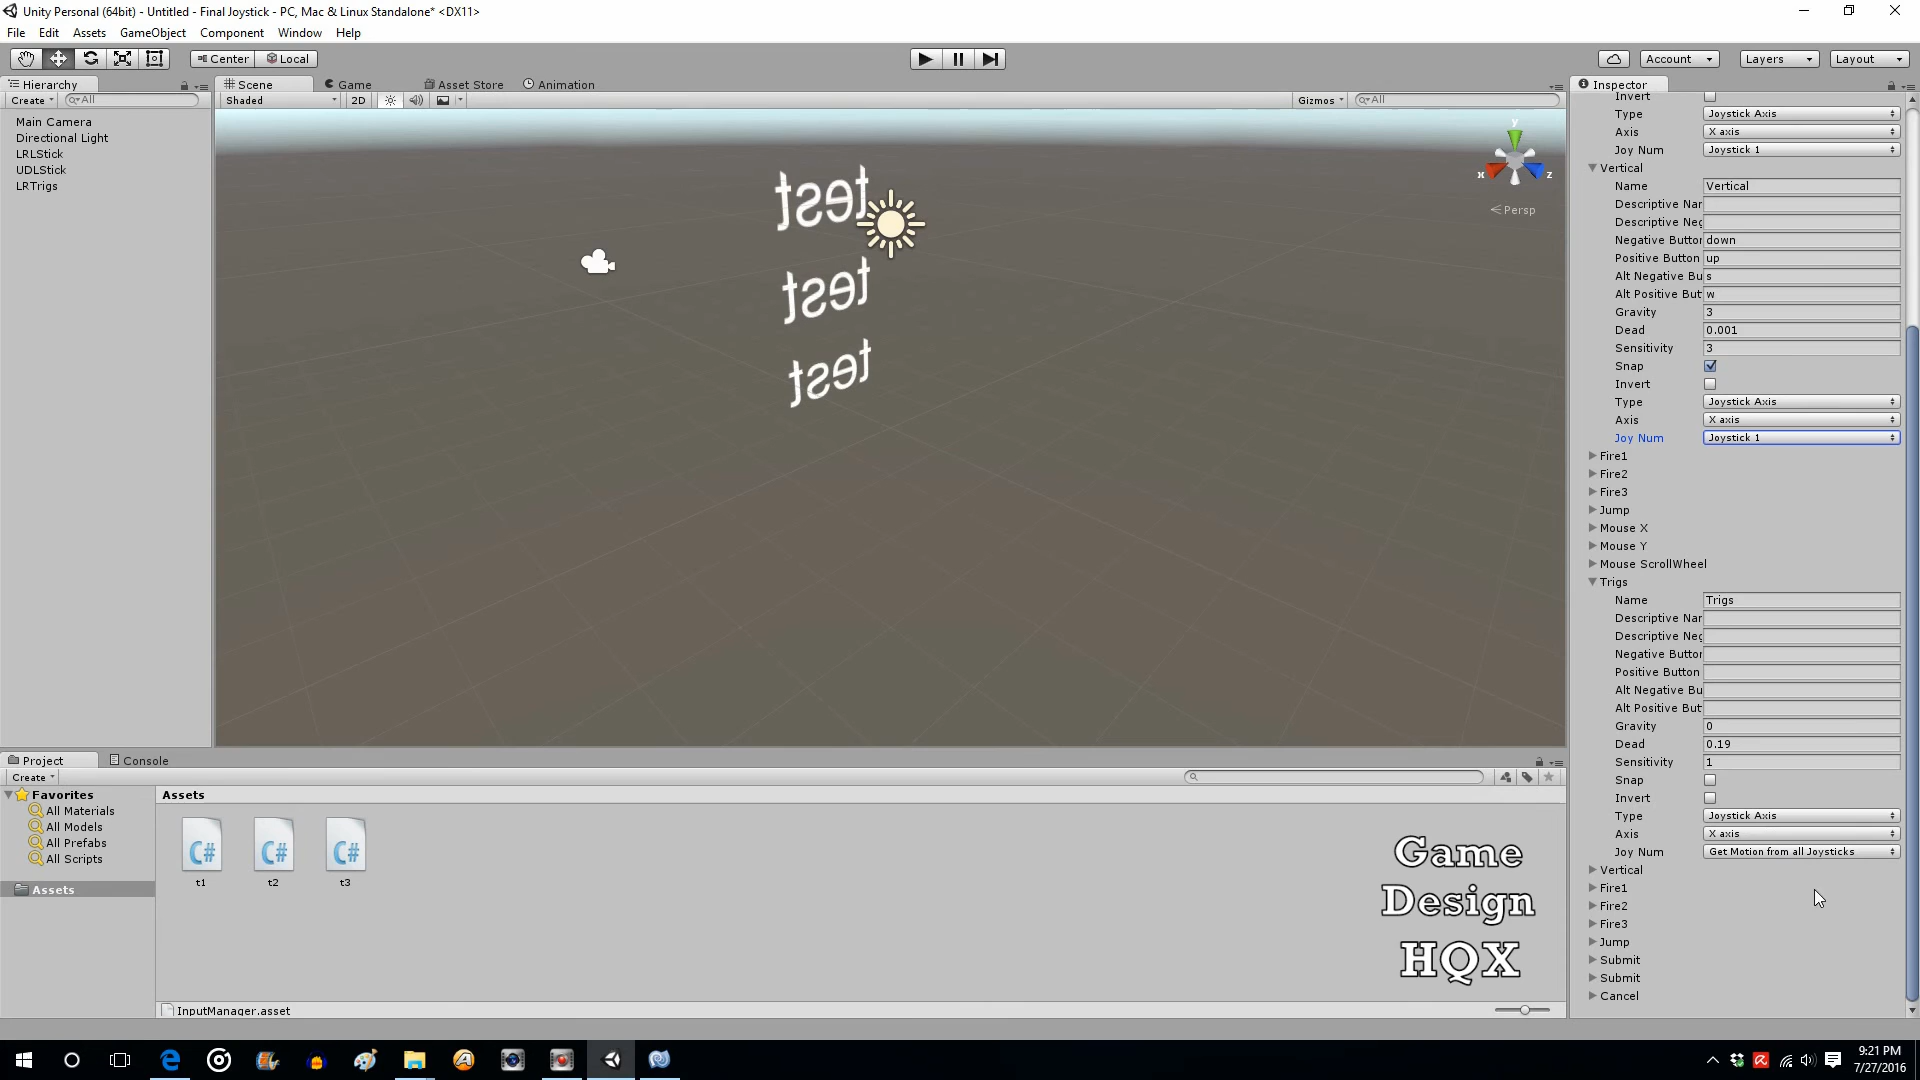 Unity Personal (64bit) - Untitled - Final Joystick - PC, Mac & Linux Standalone* <DX11>
File Edit Assets GameObject Component Window Help
Center Local
Account Layers Layout
Hierarchy
Create All
Main Camera
Directional Light
LRLStick
UDLStick
LRTrigs
Scene Game Asset Store Animation
Shaded 2D Gizmos All
test
test
test
y
x
z
Persp
Inspector
Invert
Type Joystick Axis
Axis X axis
Joy Num Joystick 1
Vertical
Name Vertical
Descriptive Nar
Descriptive Neg
Negative Button down
Positive Button up
Alt Negative Bu s
Alt Positive But w
Gravity 3
Dead 0.001
Sensitivity 3
Snap
Invert
Type Joystick Axis
Axis X axis
Joy Num Joystick 1
Fire1
Fire2
Fire3
Jump
Mouse X
Mouse Y
Mouse ScrollWheel
Trigs
Name Trigs
Descriptive Nar
Descriptive Neg
Negative Button
Positive Button
Alt Negative Bu
Alt Positive But
Gravity 0
Dead 0.19
Sensitivity 1
Snap
Invert
Type Joystick Axis
Axis X axis
Joy Num Get Motion from all Joysticks
Vertical
Fire1
Fire2
Fire3
Jump
Submit
Submit
Cancel
Project Console
Create
Favorites
All Materials
All Models
All Prefabs
All Scripts
Assets
Assets
C# C# C#
t1 t2 t3
InputManager.asset
Game
Design
HQX
9:21 PM
7/27/2016